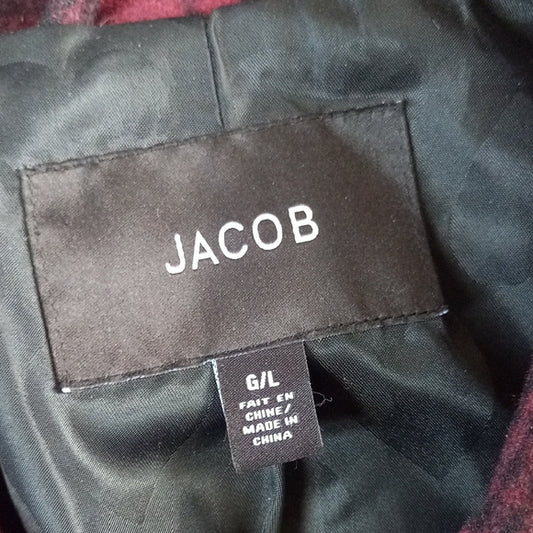 JACOB
G/L
FAIT EN
CHINE/
MADE IN
CHINA